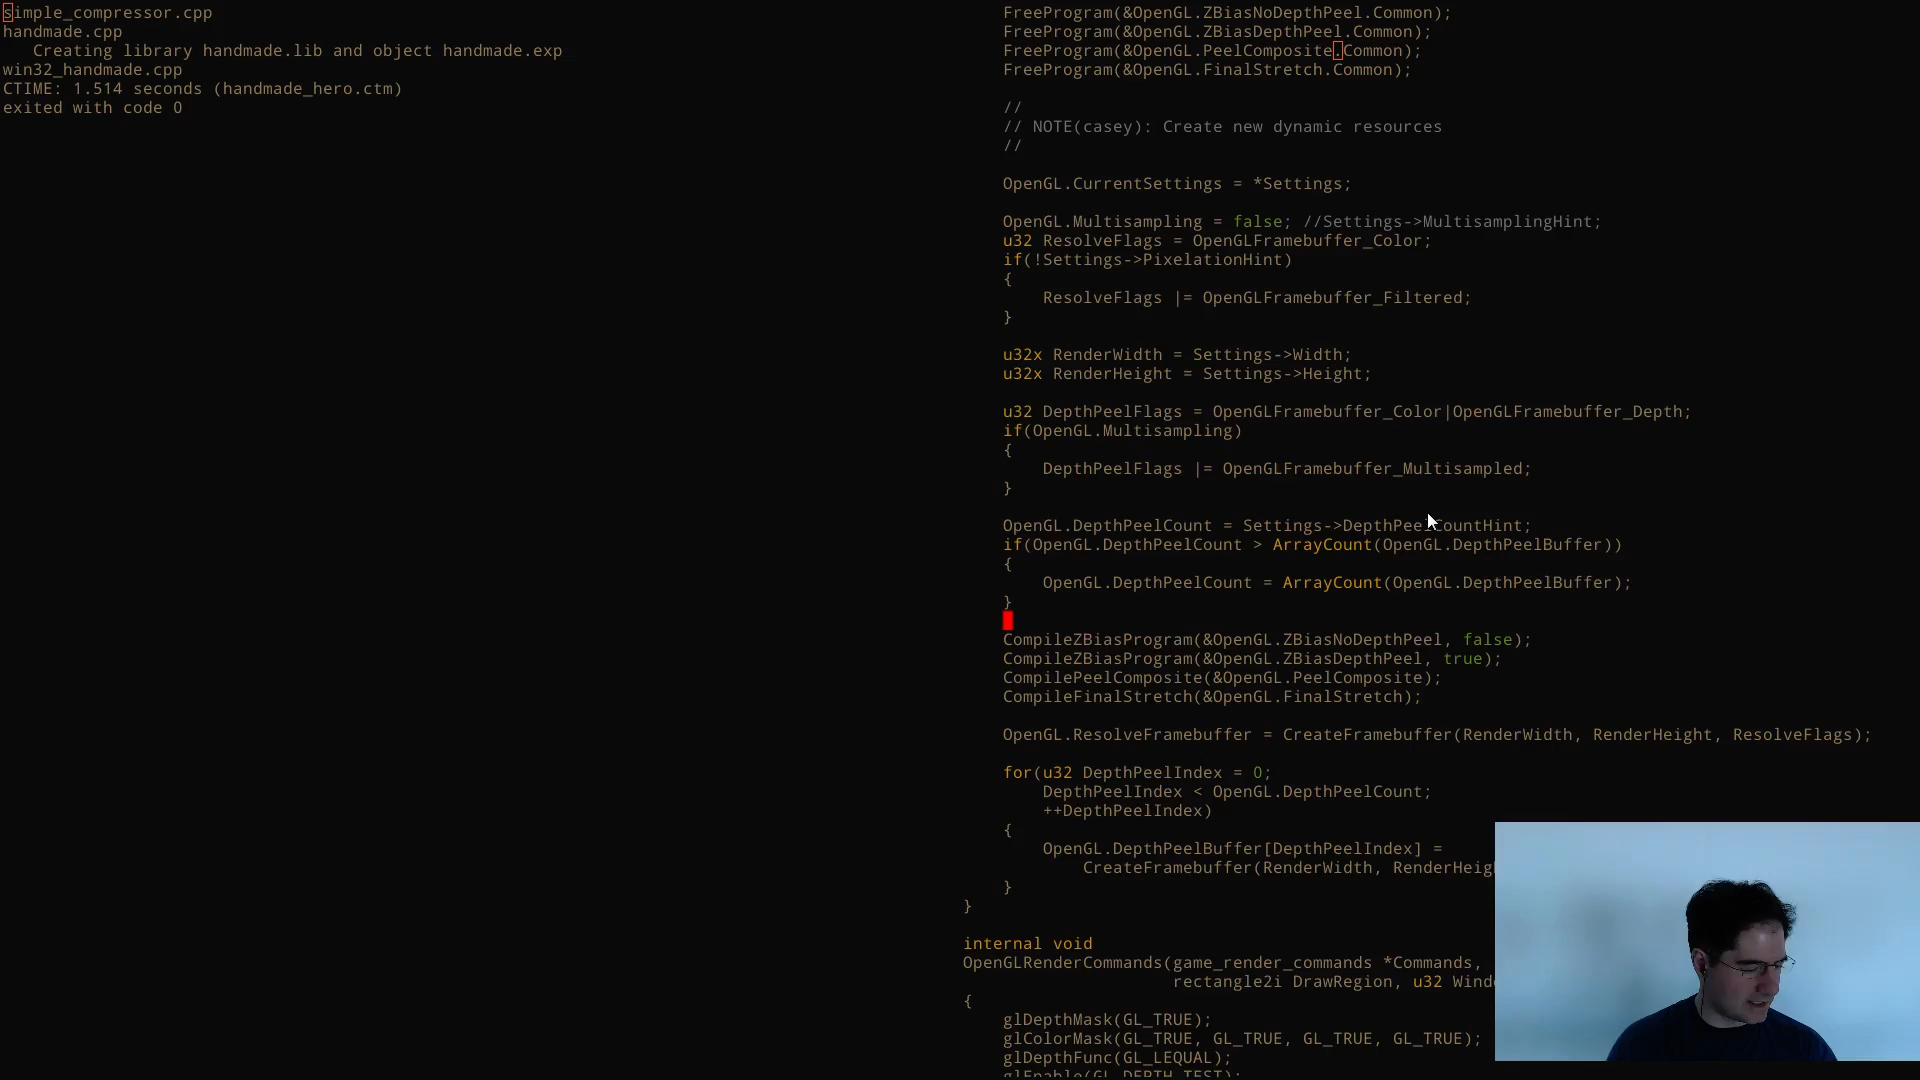 simple_compressor.cpp
handmade.cpp
   Creating library handmade.lib and object handmade.exp
win32_handmade.cpp
CTIME: 1.514 seconds (handmade_hero.ctm)
exited with code 0
    FreeProgram(&OpenGL.ZBiasNoDepthPeel.Common);
    FreeProgram(&OpenGL.ZBiasDepthPeel.Common);
    FreeProgram(&OpenGL.PeelComposite.Common);
    FreeProgram(&OpenGL.FinalStretch.Common);
    //
    // NOTE(casey): Create new dynamic resources
    //
    OpenGL.CurrentSettings = *Settings;
    OpenGL.Multisampling = false; //Settings->MultisamplingHint;
    u32 ResolveFlags = OpenGLFramebuffer_Color;
    if(!Settings->PixelationHint)
    {
        ResolveFlags |= OpenGLFramebuffer_Filtered;
    }
    u32x RenderWidth = Settings->Width;
    u32x RenderHeight = Settings->Height;
    u32 DepthPeelFlags = OpenGLFramebuffer_Color|OpenGLFramebuffer_Depth;
    if(OpenGL.Multisampling)
    {
        DepthPeelFlags |= OpenGLFramebuffer_Multisampled;
    }
    OpenGL.DepthPeelCount = Settings->DepthPeelCountHint;
    if(OpenGL.DepthPeelCount > ArrayCount(OpenGL.DepthPeelBuffer))
    {
        OpenGL.DepthPeelCount = ArrayCount(OpenGL.DepthPeelBuffer);
    }
    CompileZBiasProgram(&OpenGL.ZBiasNoDepthPeel, false);
    CompileZBiasProgram(&OpenGL.ZBiasDepthPeel, true);
    CompilePeelComposite(&OpenGL.PeelComposite);
    CompileFinalStretch(&OpenGL.FinalStretch);
    OpenGL.ResolveFramebuffer = CreateFramebuffer(RenderWidth, RenderHeight, ResolveFlags);
    for(u32 DepthPeelIndex = 0;
        DepthPeelIndex < OpenGL.DepthPeelCount;
        ++DepthPeelIndex)
    {
        OpenGL.DepthPeelBuffer[DepthPeelIndex] =
            CreateFramebuffer(RenderWidth, RenderHeig
    }
}
internal void
OpenGLRenderCommands(game_render_commands *Commands,
                     rectangle2i DrawRegion, u32 Wind
{
    glDepthMask(GL_TRUE);
    glColorMask(GL_TRUE, GL_TRUE, GL_TRUE, GL_TRUE);
    glDepthFunc(GL_LEQUAL);
    glEnable(GL_DEPTH_TEST);